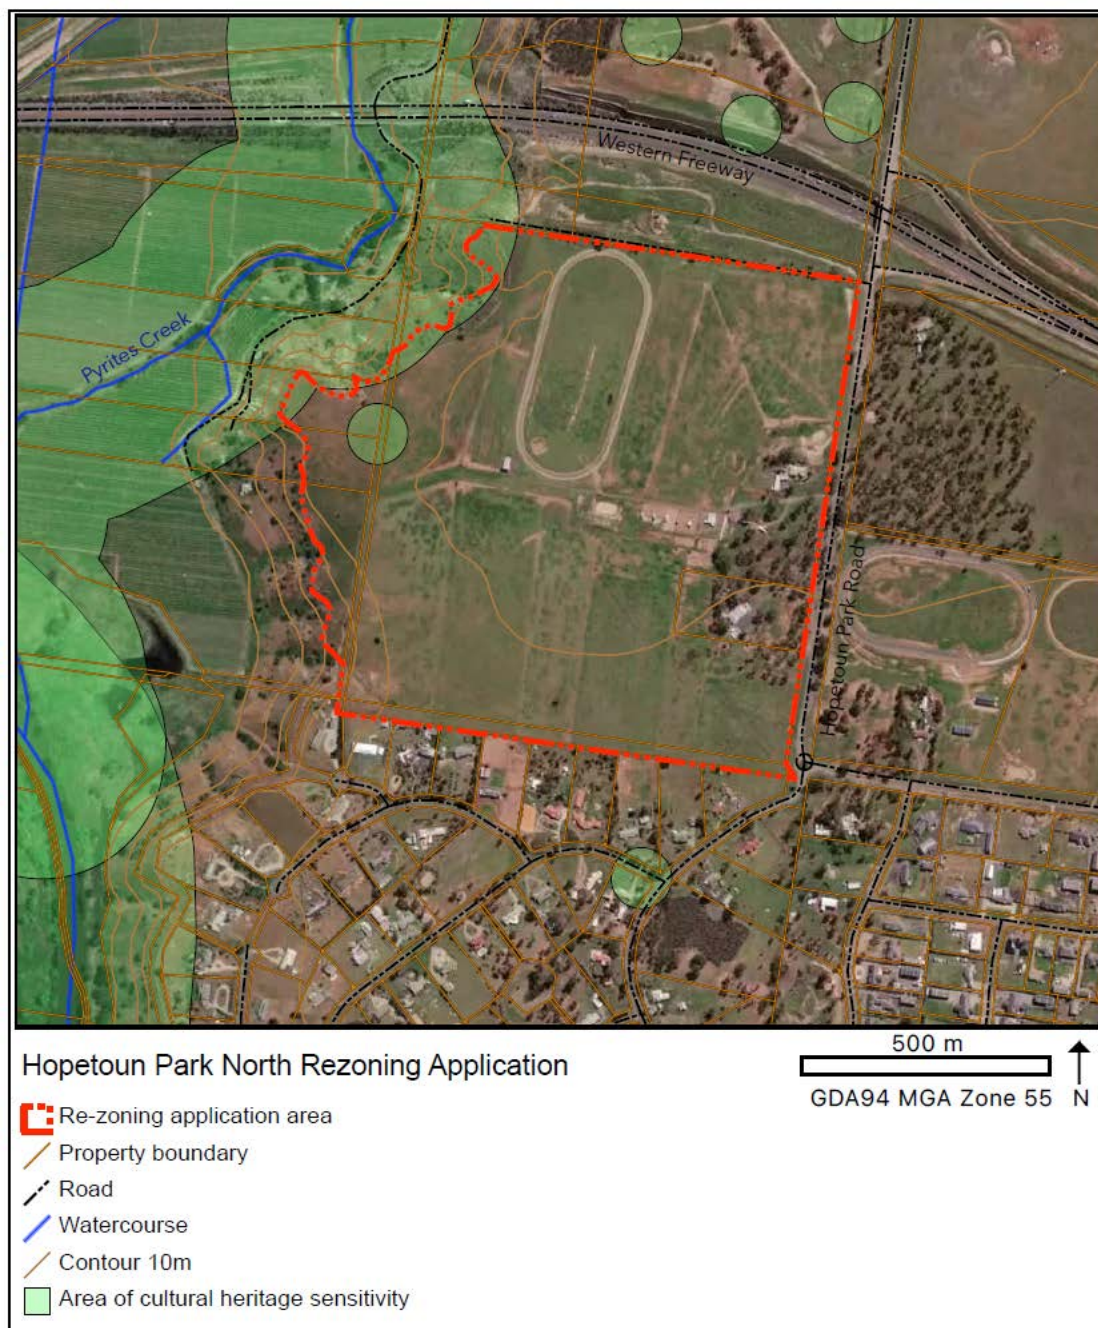 Western Freeway
Pyrites Creek
Hopetoun Park Road
Hopetoun Park North Rezoning Application
500 m
GDA94 MGA Zone 55 N
Re-zoning application area
Property boundary
Road
Watercourse
Contour 10m
Area of cultural heritage sensitivity